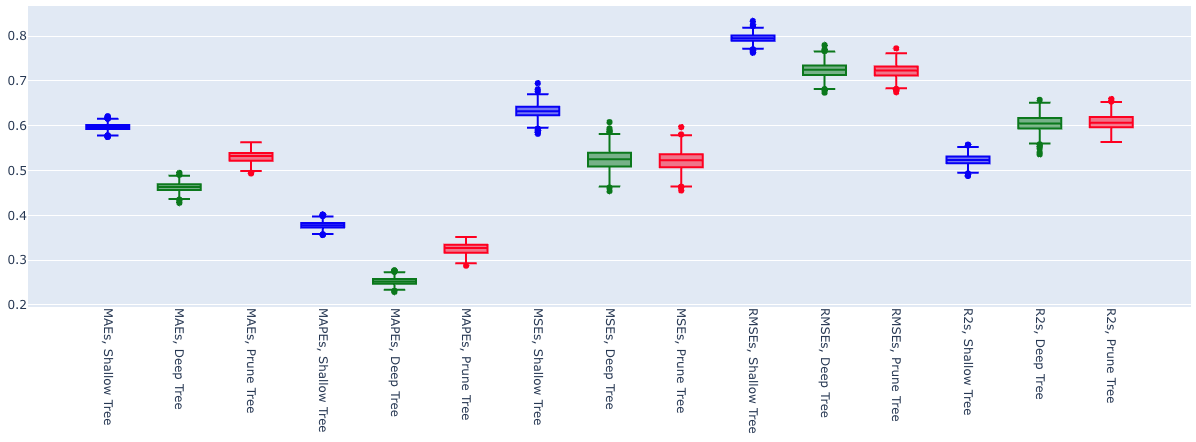 0.8
0.7
0.6
0.5
0.4
0.3
0.2
MAEs, Shallow Tree
MAEs, Deep Tree
MAEs, Prune Tree
MAPEs, Shallow Tree
MAPEs, Deep Tree
MAPEs, Prune Tree
MSEs, Shallow Tree
MSEs, Deep Tree
MSEs, Prune Tree
RMSEs, Shallow Tree
RMSEs, Deep Tree
RMSEs, Prune Tree
R2s, Shallow Tree
R2s, Deep Tree
R2s, Prune Tree